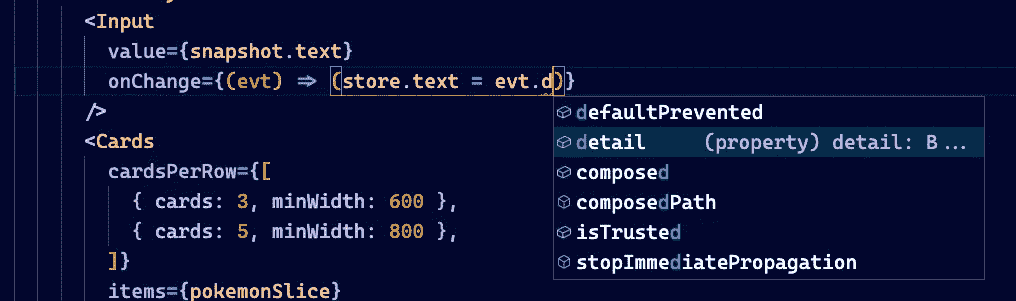 <Input
value={snapshot.text}
onChange={(evt) => (store.text = evt.d)}
/>
<Cards
cardsPerRow={[
{ cards: 3, minWidth: 600 },
{ cards: 5, minWidth: 800 },
]}
items={pokemonSlice}
defaultPrevented
detail (property) detail: B...
composed
composedPath
isTrusted
stopImmediatePropagation